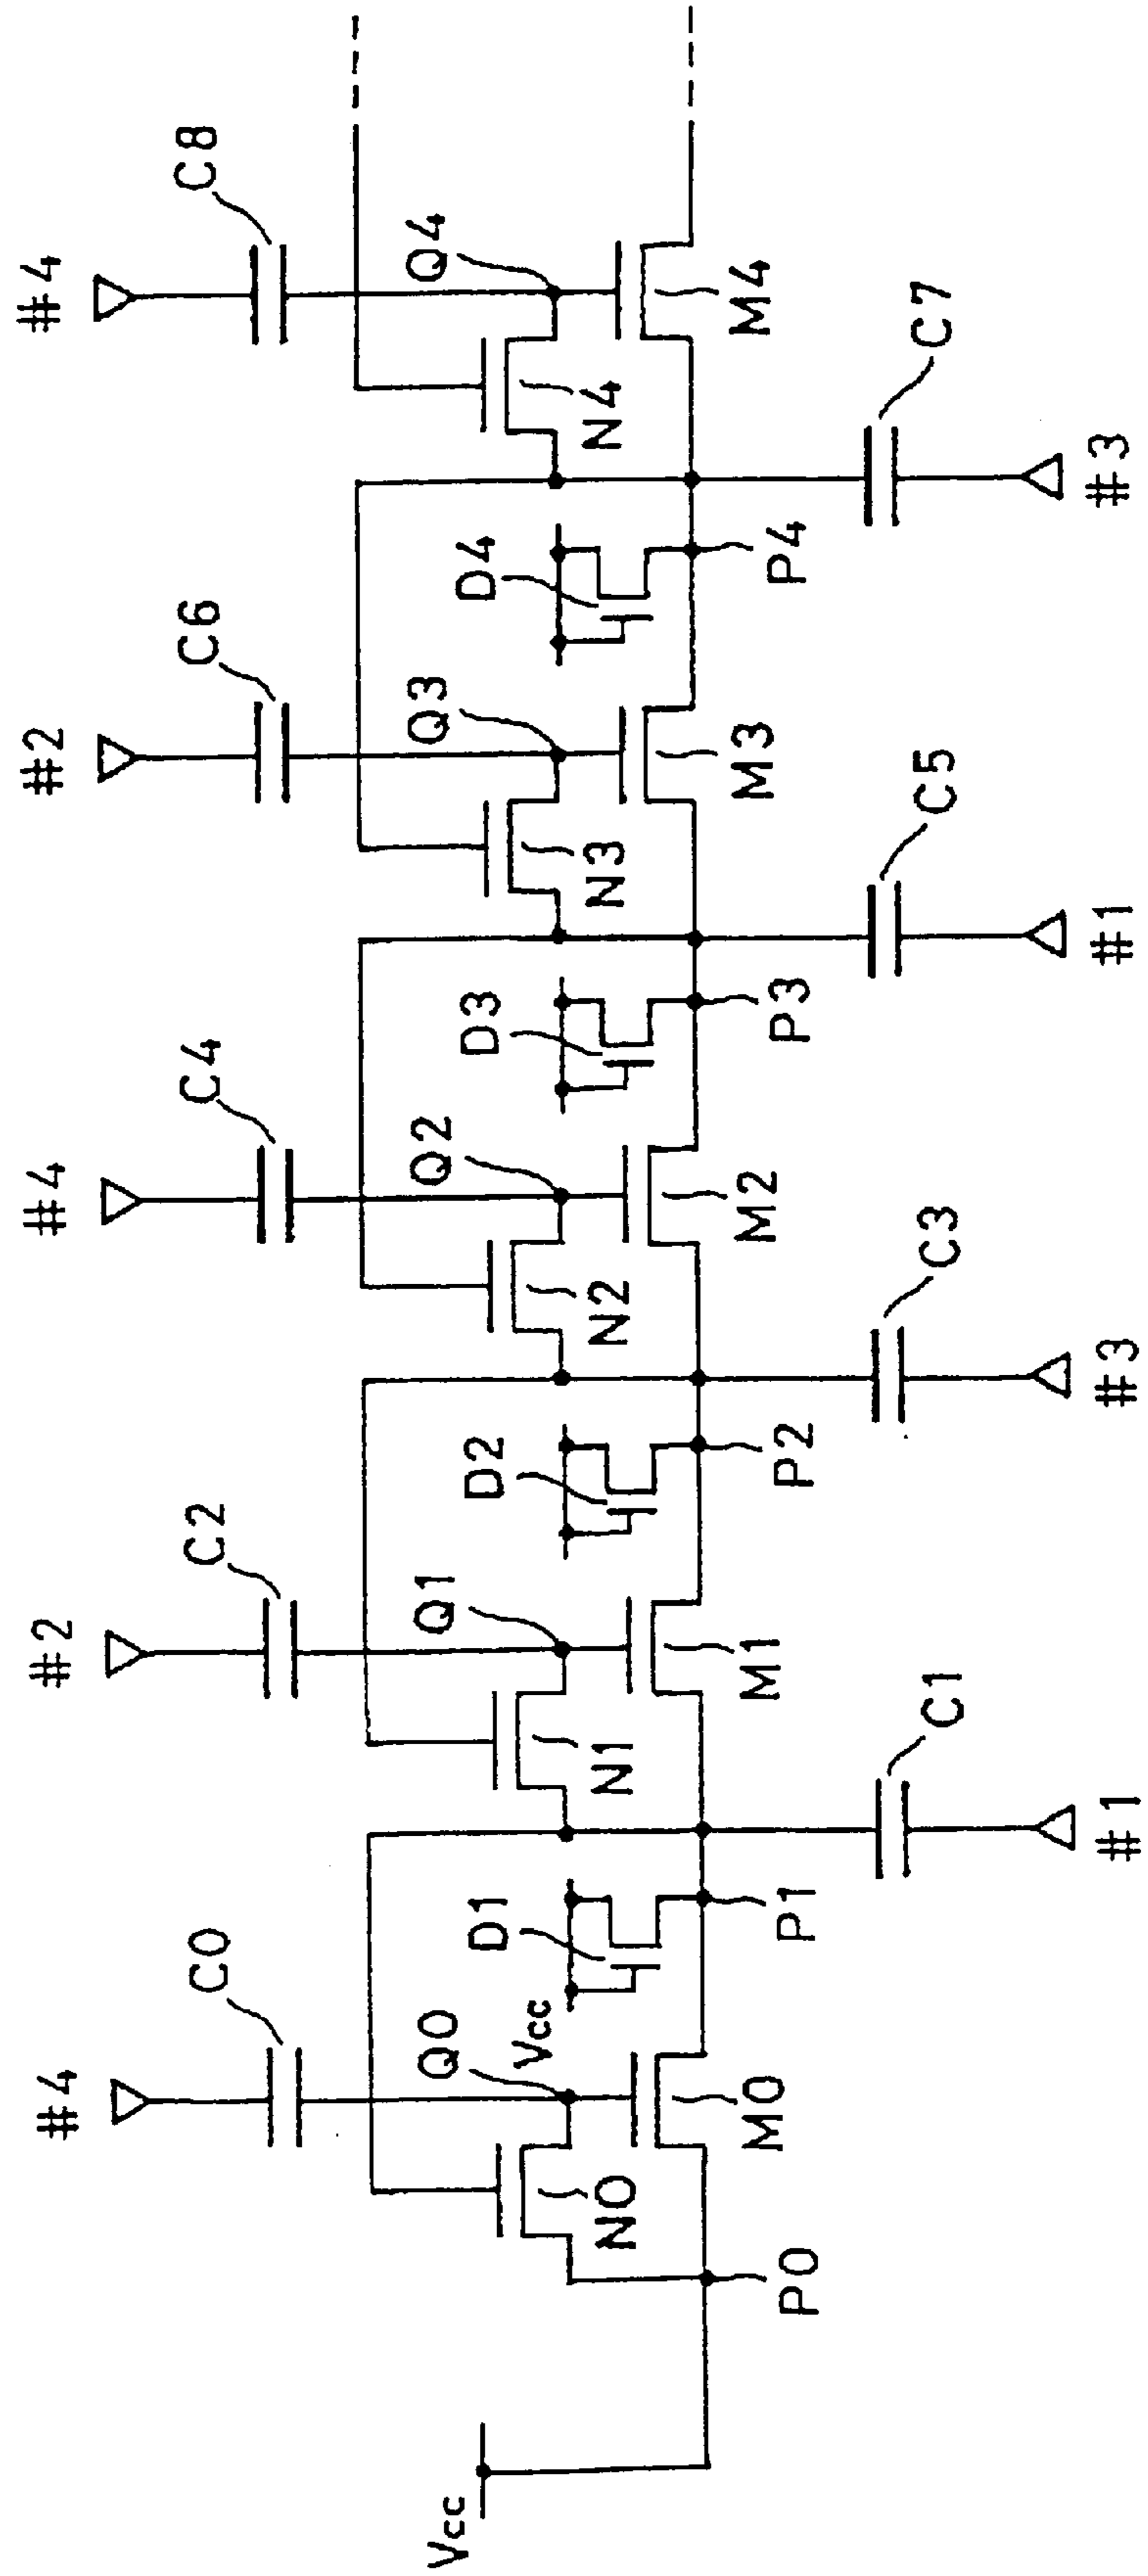 #4 #2 #4 #2 #4
C0 C2 C4 C6 C8
Q0 Q1 Q2 Q3 Q4
Vcc D1 D2 D3 D4
Vcc
N0 N1 N2 N3 N4
M0 M1 M2 M3 M4
P0 P1 P2 P3 P4
C1 C3 C5 C7
#1 #3 #1 #3